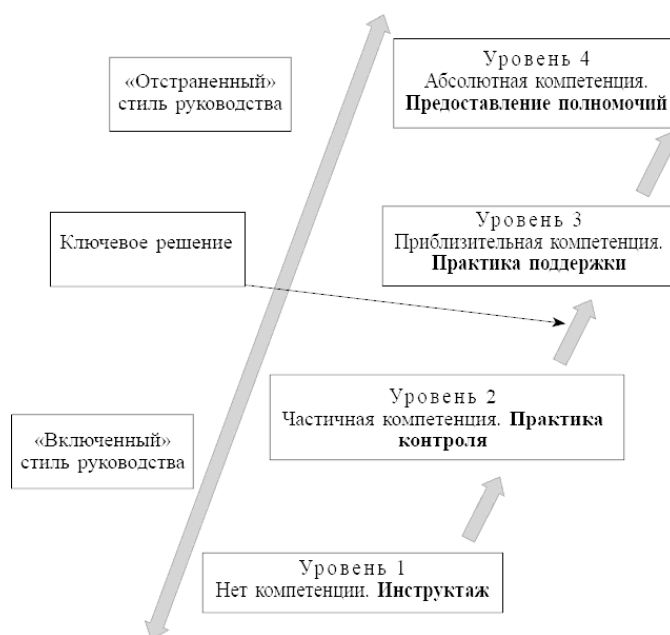 «Отстраненный»
стиль руководства
Уровень 4
Абсолютная компетенция.
Предоставление полномочий
Ключевое решение
Уровень 3
Приблизительная компетенция.
Практика поддержки
Уровень 2
Частичная компетенция. Практика
контроля
«Включенный»
стиль руководства
Уровень 1
Нет компетенции. Инструктаж